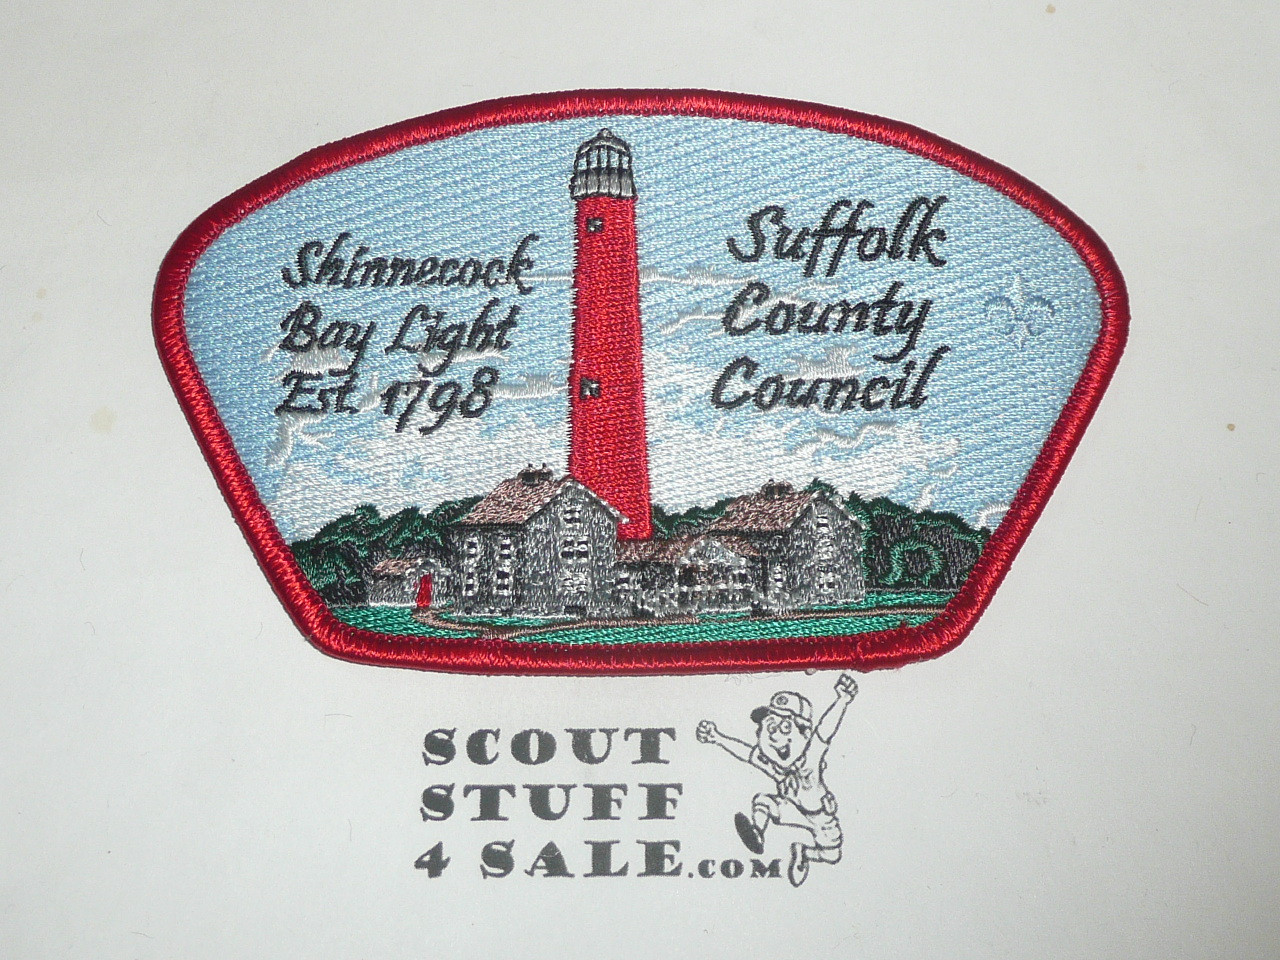 Shinnecock
Bay Light
Est. 1798
Suffolk
County
Council
SCOUT
STUFF
4 SALE.COM